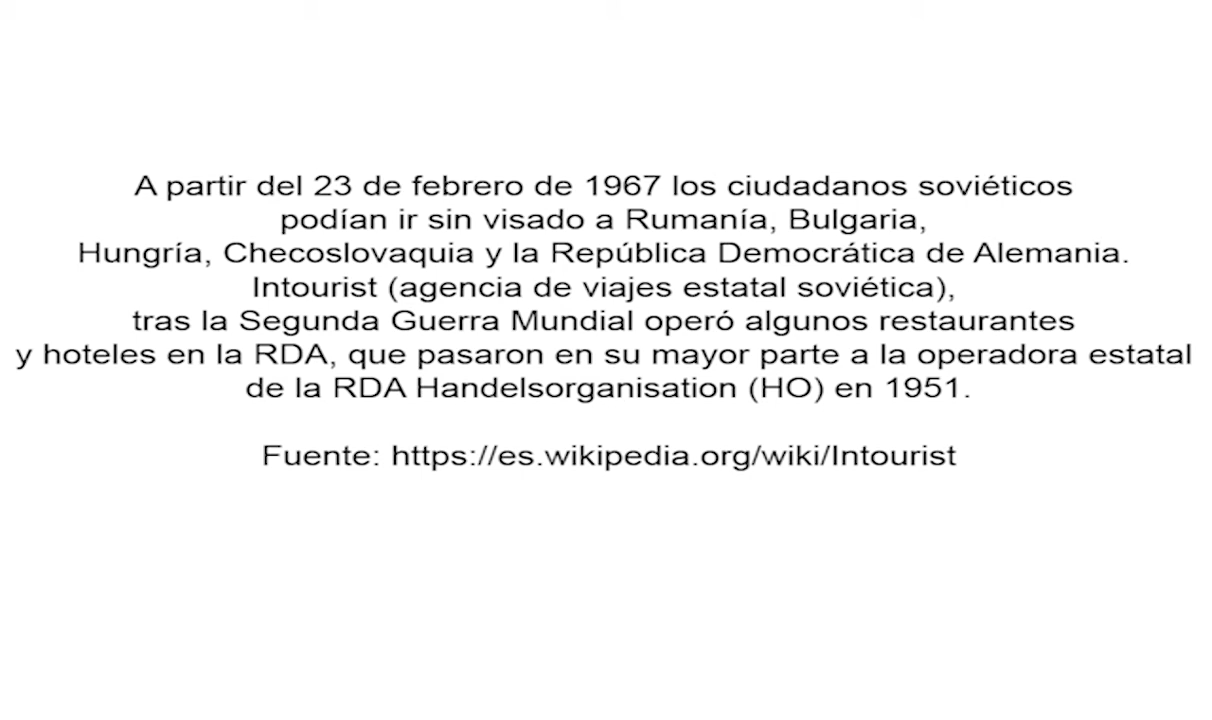 A partir del 23 de febrero de 1967 los ciudadanos soviéticos
podían ir sin visado a Rumanía, Bulgaria,
Hungría, Checoslovaquia y la República Democrática de Alemania.
Intourist (agencia de viajes estatal soviética),
tras la Segunda Guerra Mundial operó algunos restaurantes
y hoteles en la RDA, que pasaron en su mayor parte a la operadora estatal
de la RDA Handelsorganisation (HO) en 1951.
Fuente: https://es.wikipedia.org/wiki/Intourist